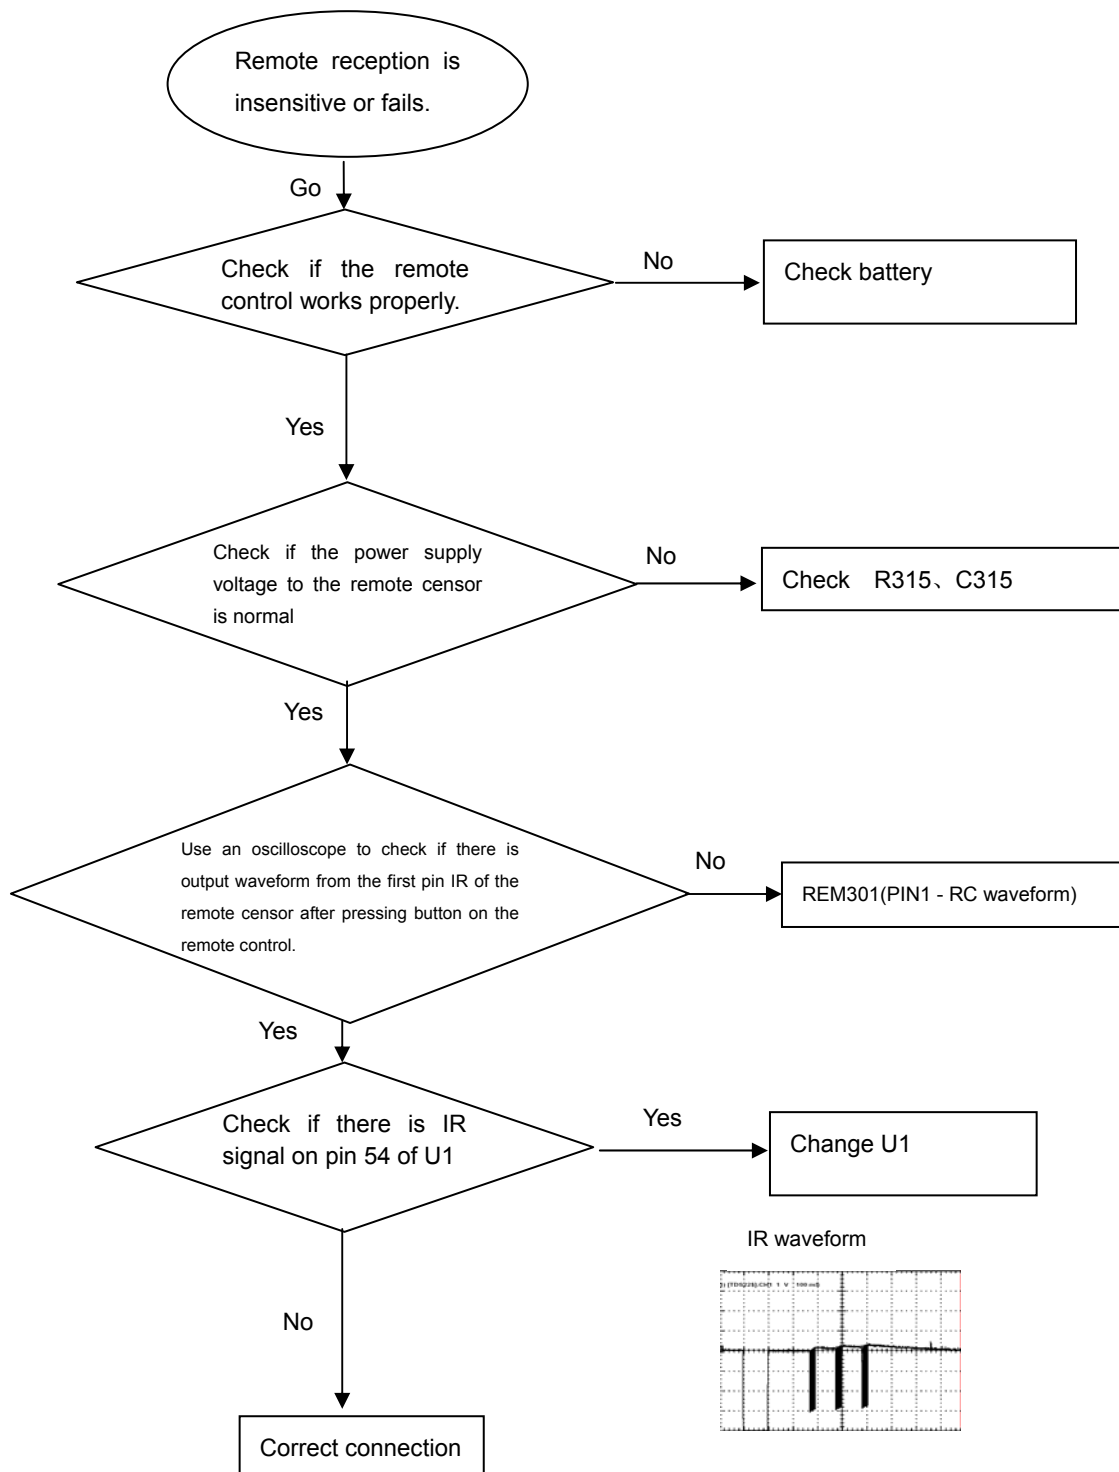 Remote reception is
insensitive or fails.
Go
Check if the remote
control works properly.
No
Check battery
Yes
Check if the power supply
voltage to the remote censor
is normal
No
Check R315、C315
Yes
Use an oscilloscope to check if there is
output waveform from the first pin IR of the
remote censor after pressing button on the
remote control.
No
REM301(PIN1 - RC waveform)
Yes
Check if there is IR
signal on pin 54 of U1
Yes
Change U1
IR waveform
No
Correct connection